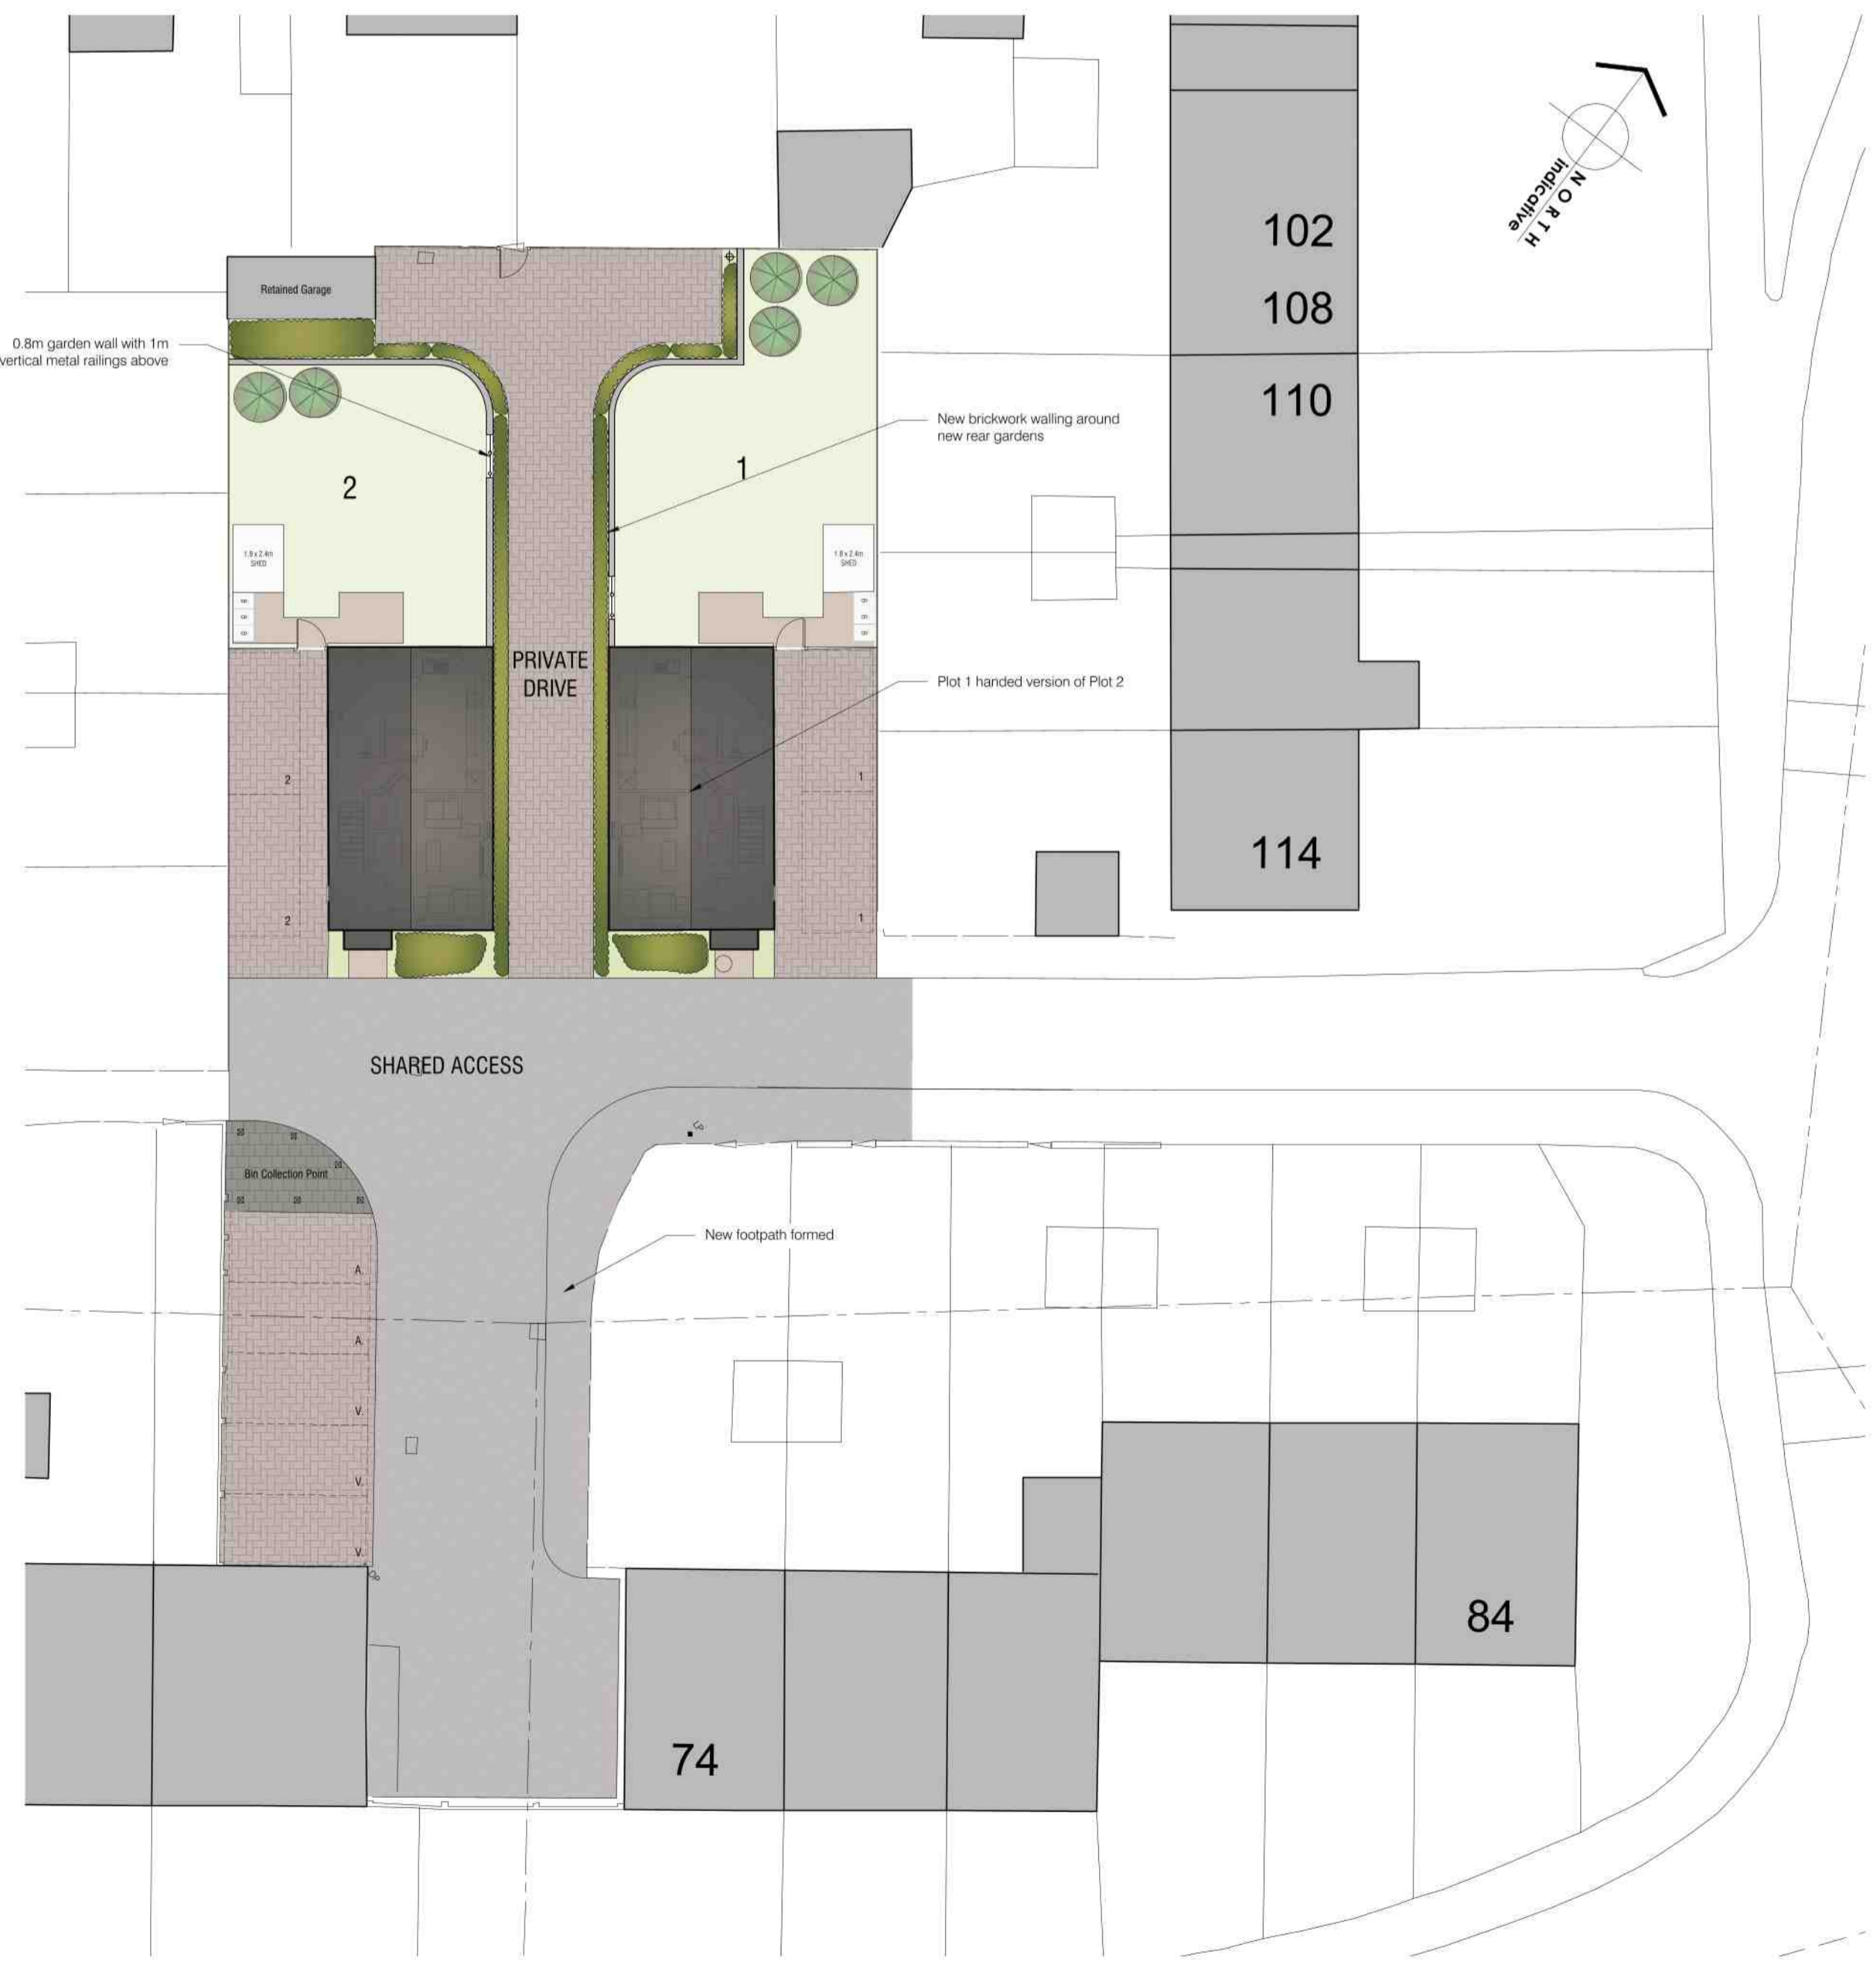 NORTH
indicative
102
108
110
114
Retained Garage
0.8m garden wall with 1m
vertical metal railings above
New brickwork walling around
new rear gardens
2
1
1.8 x 2.4m
SHED
1.8 x 2.4m
SHED
PRIVATE
DRIVE
Plot 1 handed version of Plot 2
2
1
2
1
SHARED ACCESS
Bin Collection Point
New footpath formed
A.
A.
V.
V.
V.
84
74